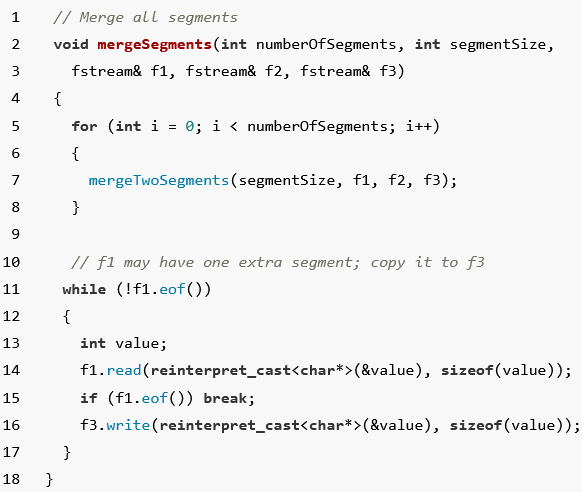 1 // Merge all segments
2 void mergeSegments(int numberOfSegments, int segmentSize,
3 fstream& f1, fstream& f2, fstream& f3)
4 {
5 for (int i = 0; i < numberOfSegments; i++)
6 {
7 mergeTwoSegments(segmentSize, f1, f2, f3);
8 }
9
10 // f1 may have one extra segment; copy it to f3
11 while (!f1.eof())
12 {
13 int value;
14 f1.read(reinterpret_cast<char*>(&value), sizeof(value));
15 if (f1.eof()) break;
16 f3.write(reinterpret_cast<char*>(&value), sizeof(value));
17 }
18 }